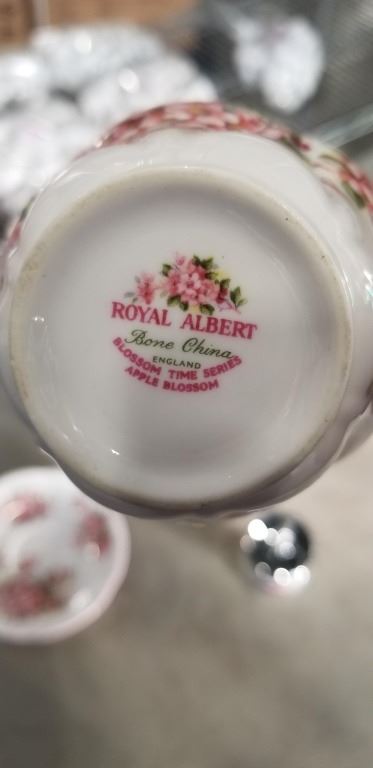 ROYAL ALBERT
Bone China
ENGLAND
BLOSSOM TIME SERIES
APPLE BLOSSOM